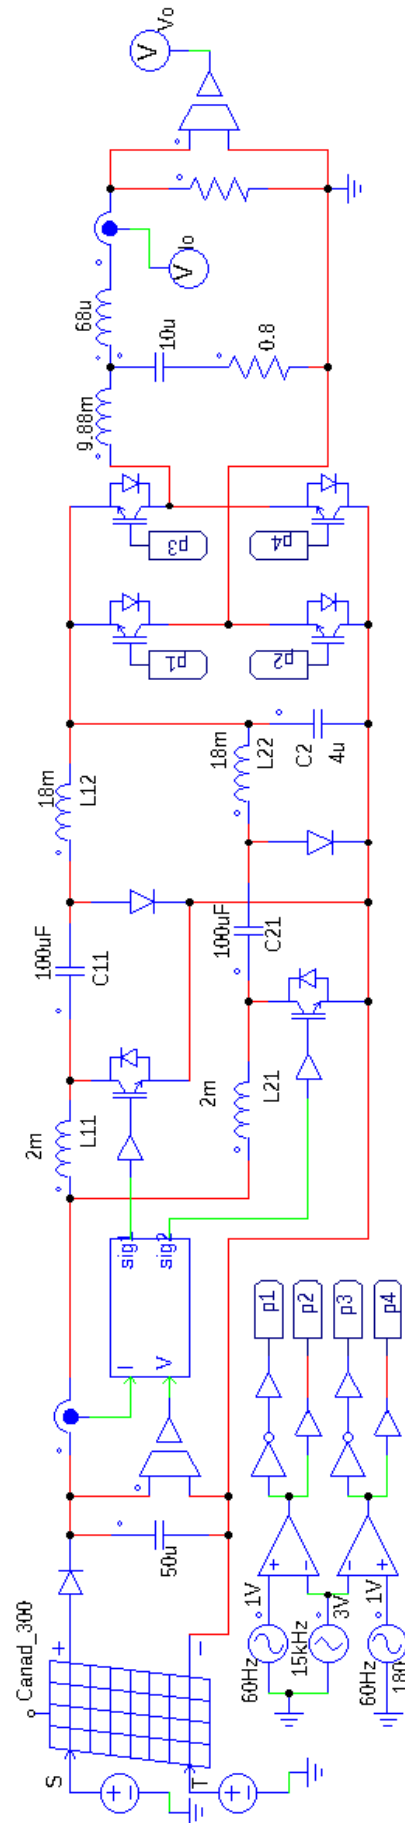 Canad_300
S
T
+
−
50u
I
V
sig1
sig2
2m
L11
2m
L21
100uF
C11
100uF
C21
18m
L12
18m
L22
C2
4u
p1
p2
p3
p4
9.88m
68u
10u
0.8
V
Io
V
Vo
60Hz
1V
15kHz
3V
60Hz
1V
180
p1
p2
p3
p4